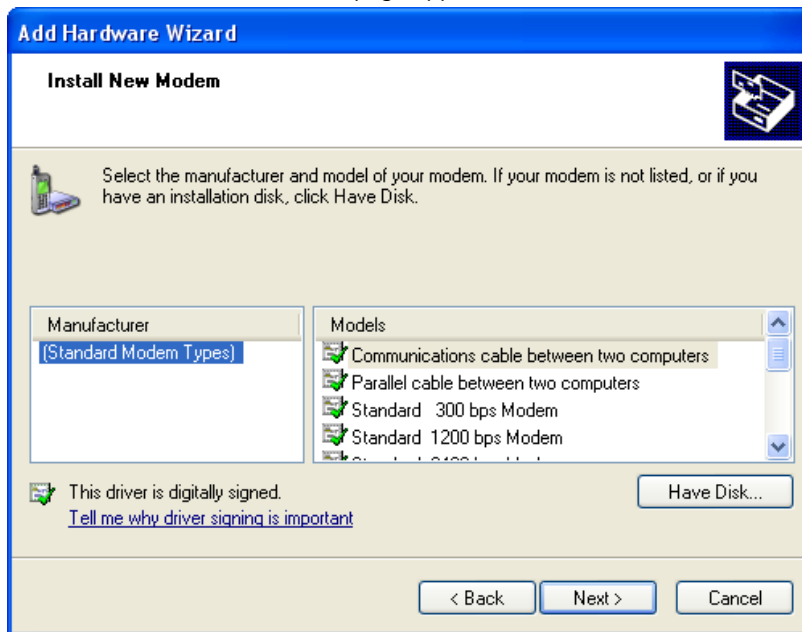 Add Hardware Wizard
Install New Modem
Select the manufacturer and model of your modem. If your modem is not listed, or if you
have an installation disk, click Have Disk.
Manufacturer
Models
(Standard Modem Types)
Communications cable between two computers
Parallel cable between two computers
Standard 300 bps Modem
Standard 1200 bps Modem
This driver is digitally signed.
Have Disk...
Tell me why driver signing is important
< Back
Next >
Cancel